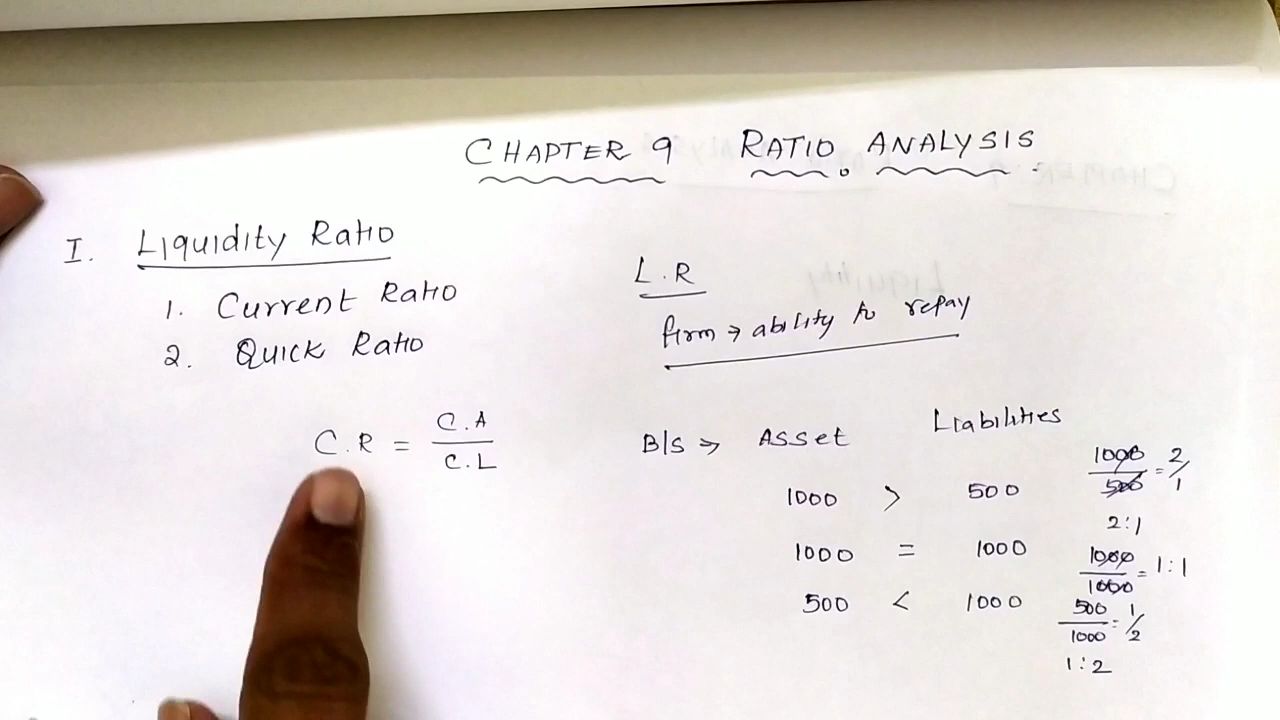 CHAPTER 9 RATIO ANALYSIS
I. Liquidity Ratio
1. Current Ratio
2. Quick Ratio
C.R = C.A / C.L
L.R
firm → ability to repay
B/S → Asset Liabilities
1000 > 500
1000 = 1000
500 < 1000
1000/500 = 2/1
2:1
1000/1000 = 1:1
500/1000 = 1/2
1:2